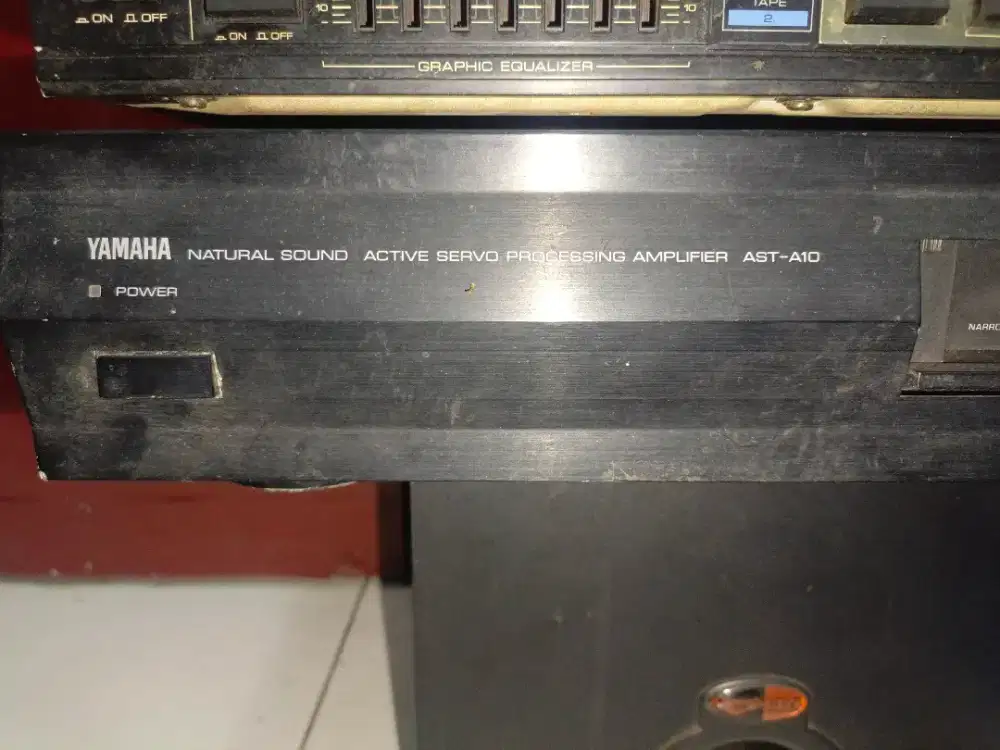 ON OFF
ON OFF
10 10
TAPE
2
GRAPHIC EQUALIZER
YAMAHA NATURAL SOUND ACTIVE SERVO PROCESSING AMPLIFIER AST-A10
POWER